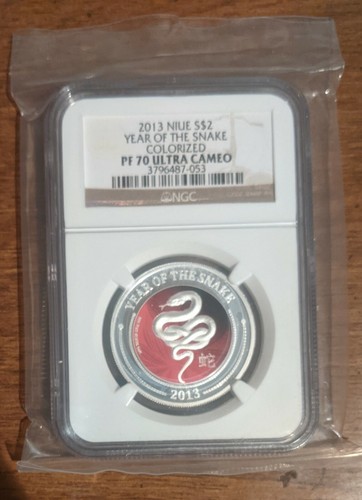 2013 NIUE S$2
YEAR OF THE SNAKE
COLORIZED
PF 70 ULTRA CAMEO
3796487-053
NGC
YEAR OF THE SNAKE
蛇
2013